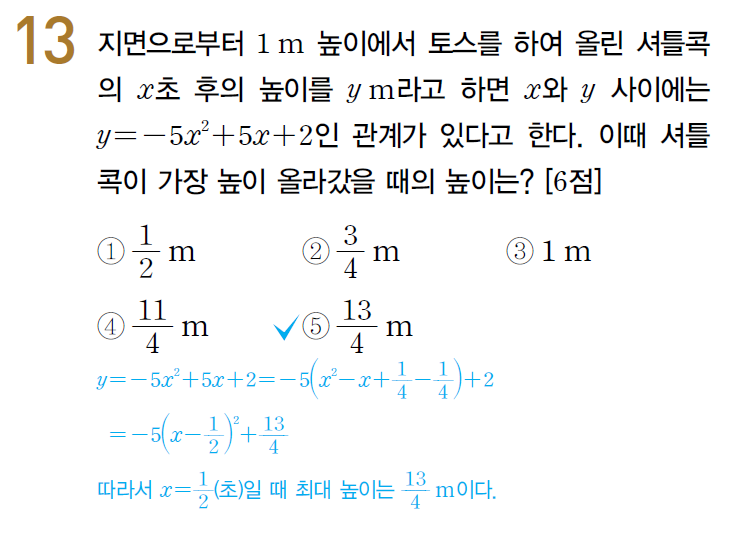 13 지면으로부터 1 m 높이에서 토스를 하여 올린 셔틀콕
의 x초 후의 높이를 y m라고 하면 x와 y 사이에는
y=-5x²+5x+2인 관계가 있다고 한다. 이때 셔틀
콕이 가장 높이 올라갔을 때의 높이는? [6점]
① 1/2 m ② 3/4 m ③ 1 m
④ 11/4 m ⑤ 13/4 m
y=-5x²+5x+2=-5(x²-x+1/4-1/4)+2
=-5(x-1/2)²+13/4
따라서 x=1/2(초)일 때 최대 높이는 13/4 m이다.